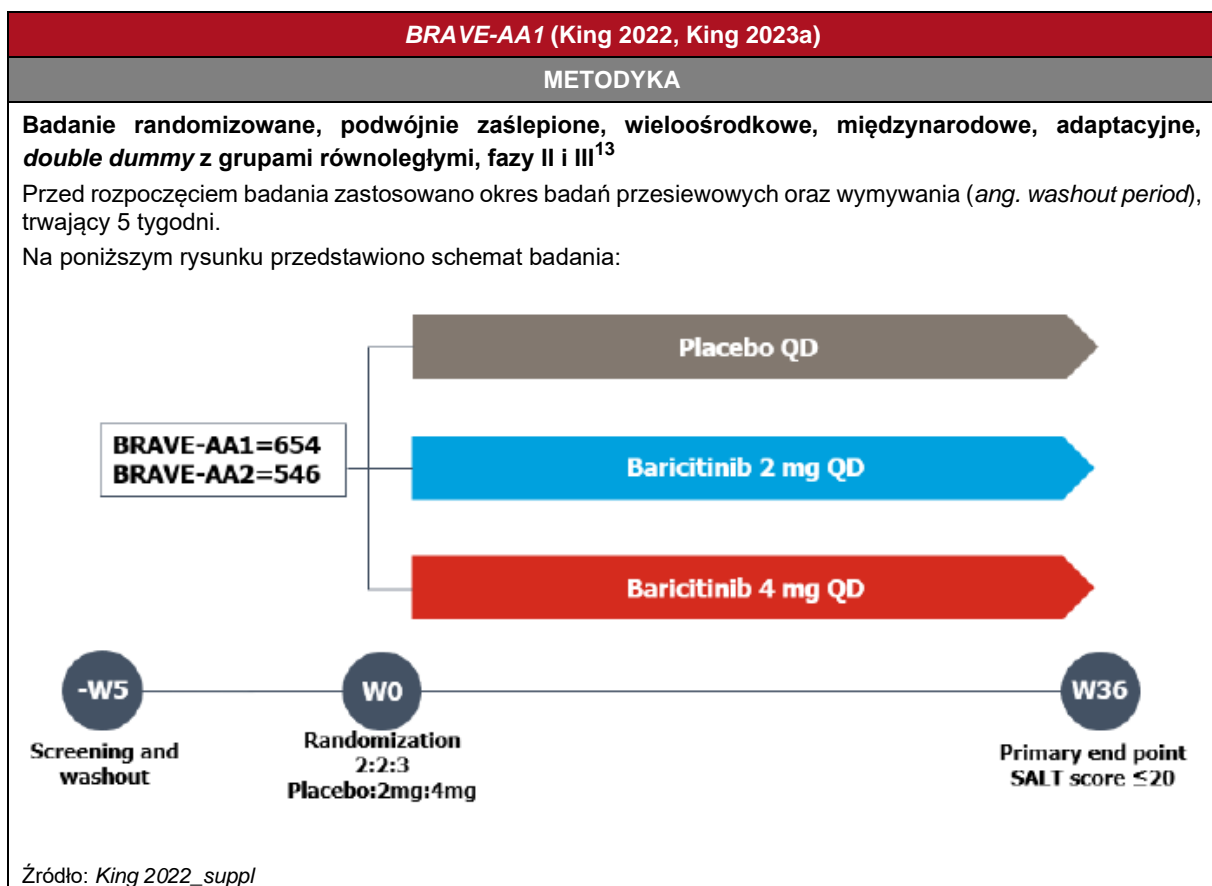 BRAVE-AA1 (King 2022, King 2023a)
METODYKA
Badanie randomizowane, podwójnie zaślepione, wieloośrodkowe, międzynarodowe, adaptacyjne,
double dummy z grupami równoległymi, fazy II i III13
Przed rozpoczęciem badania zastosowano okres badań przesiewowych oraz wymywania (ang. washout period),
trwający 5 tygodni.
Na poniższym rysunku przedstawiono schemat badania:
Placebo QD
BRAVE-AA1=654
BRAVE-AA2=546
Baricitinib 2 mg QD
Baricitinib 4 mg QD
-W5
W0
W36
Screening and
washout
Randomization
2:2:3
Placebo:2mg:4mg
Primary end point
SALT score ≤20
Źródło: King 2022_suppl